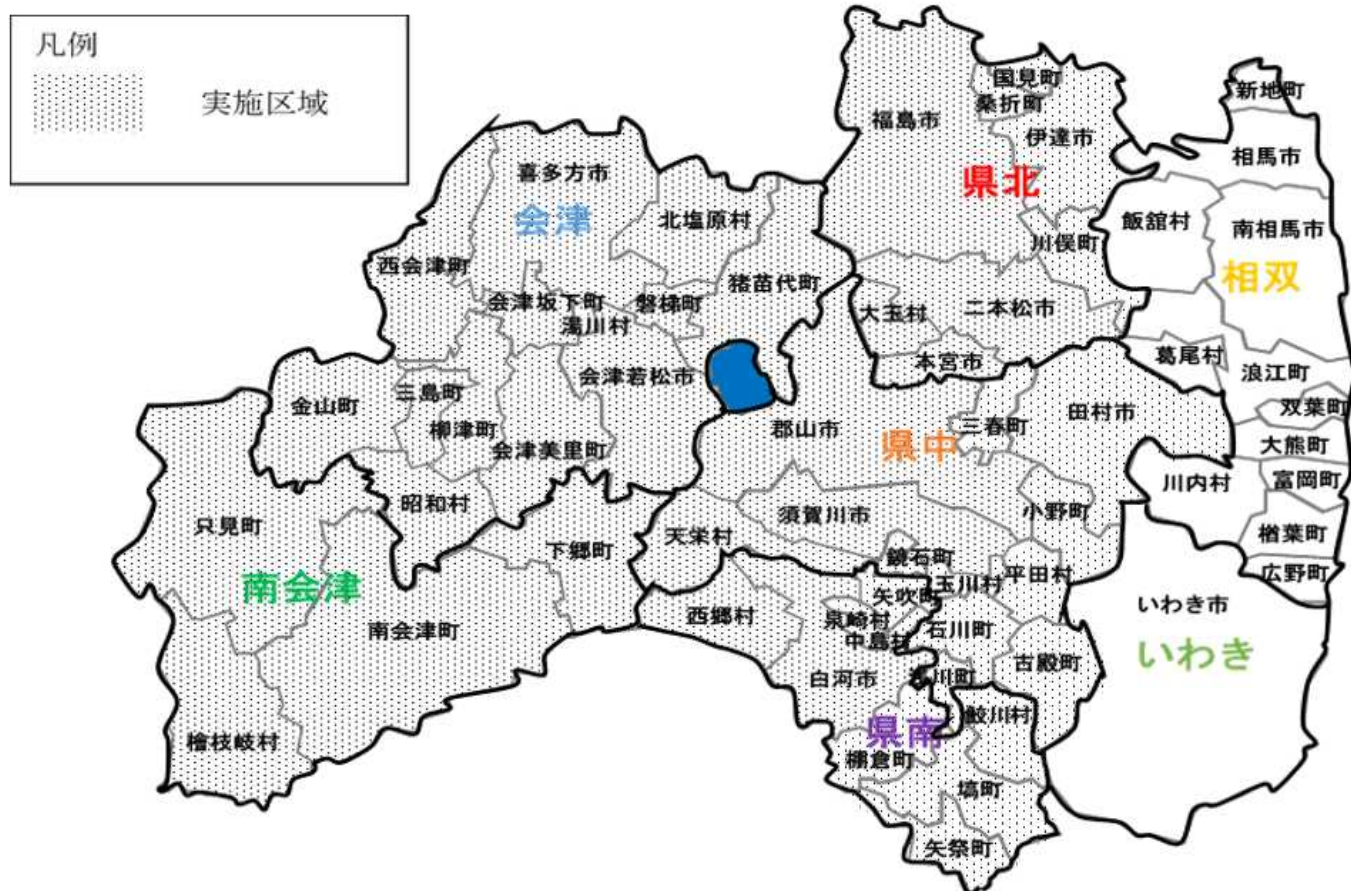 凡例
実施区域
国見町
新地町
桑折町
福島市
伊達市
相馬市
喜多方市
県北
会津
北塩原村
飯舘村
南相馬市
川俣町
西会津町
猪苗代町
相双
会津坂下町
磐梯町
大玉村
二本松市
湯川村
葛尾村
本宮市
浪江町
会津若松市
三島町
金山町
双葉町
田村市
柳津町
郡山市
三春町
大熊町
県中
会津美里町
川内村
富岡町
昭和村
須賀川市
小野町
只見町
楢葉町
天栄村
下郷町
鏡石町
平田村
広野町
南会津
玉川村
矢吹町
いわき市
西郷村
泉崎村
南会津町
石川町
中島村
いわき
古殿町
白河市
川町
鮫川村
県南
檜枝岐村
棚倉町
塙町
矢祭町